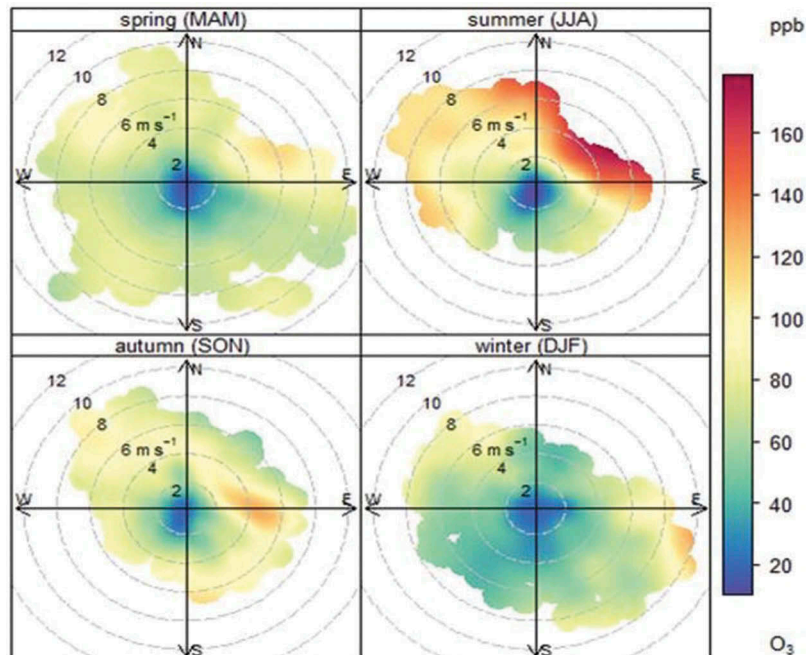 spring (MAM)
summer (JJA)
ppb
N
12
10
8
6 m s⁻¹
4
2
W
E
S
N
12
10
8
6 m s⁻¹
4
2
W
E
S
160
140
120
100
80
60
40
20
autumn (SON)
winter (DJF)
N
12
10
8
6 m s⁻¹
4
2
W
E
S
N
12
10
8
6 m s⁻¹
4
2
W
E
S
O₃